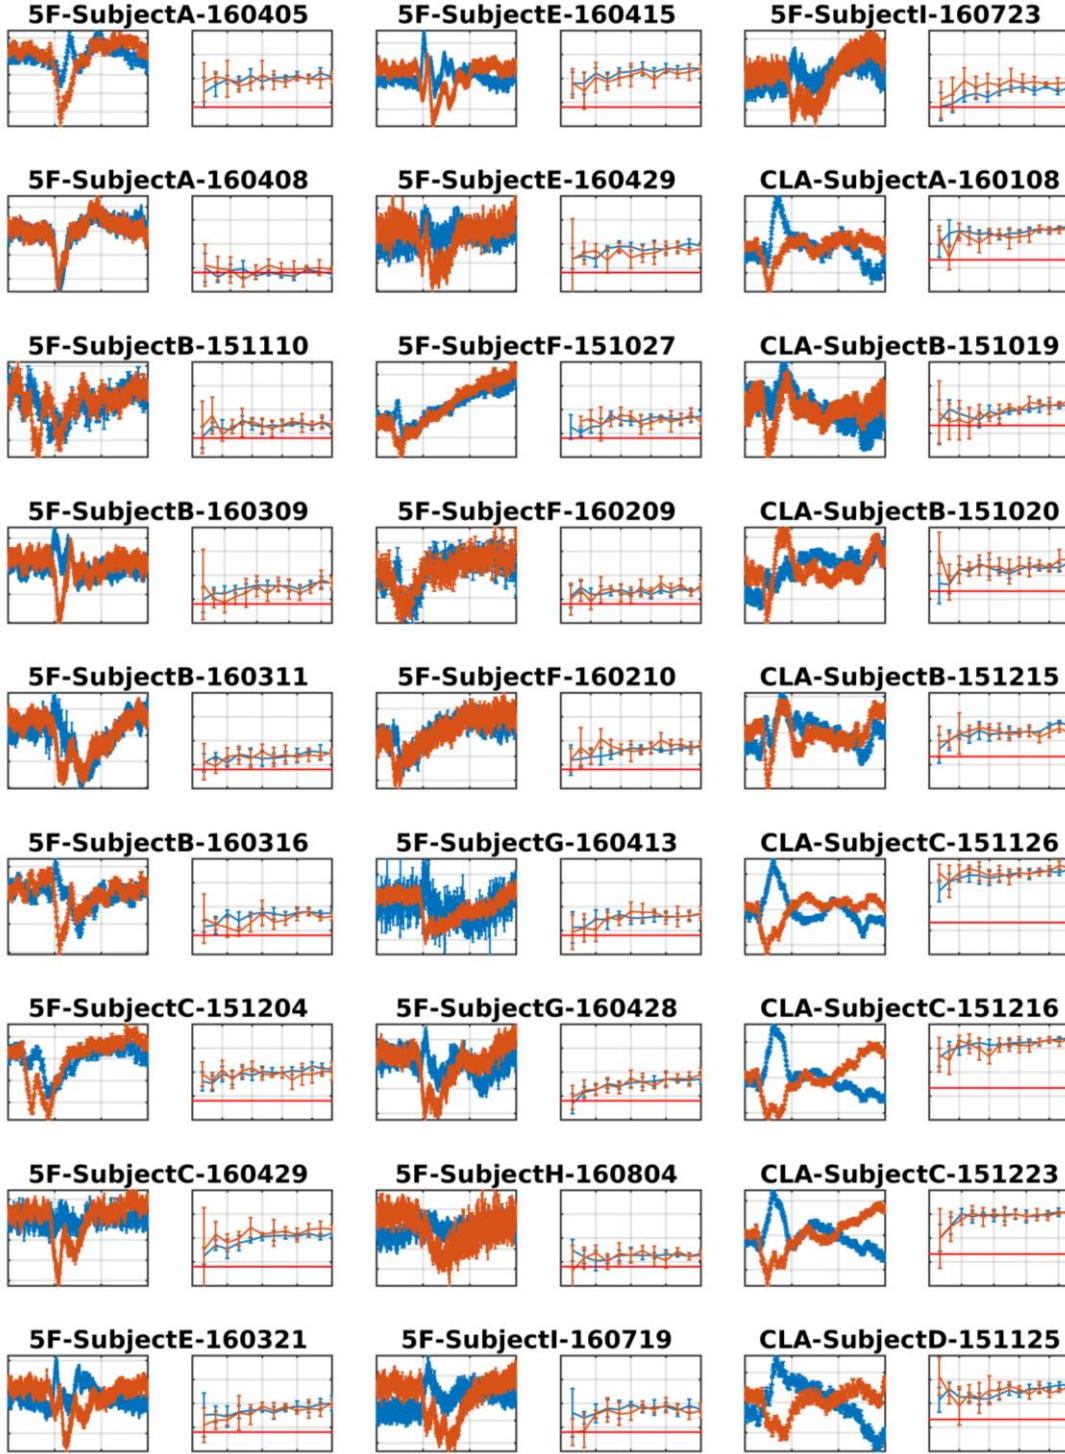 5F-SubjectA-160405
5F-SubjectE-160415
5F-SubjectI-160723
5F-SubjectA-160408
5F-SubjectE-160429
CLA-SubjectA-160108
5F-SubjectB-151110
5F-SubjectF-151027
CLA-SubjectB-151019
5F-SubjectB-160309
5F-SubjectF-160209
CLA-SubjectB-151020
5F-SubjectB-160311
5F-SubjectF-160210
CLA-SubjectB-151215
5F-SubjectB-160316
5F-SubjectG-160413
CLA-SubjectC-151126
5F-SubjectC-151204
5F-SubjectG-160428
CLA-SubjectC-151216
5F-SubjectC-160429
5F-SubjectH-160804
CLA-SubjectC-151223
5F-SubjectE-160321
5F-SubjectI-160719
CLA-SubjectD-151125